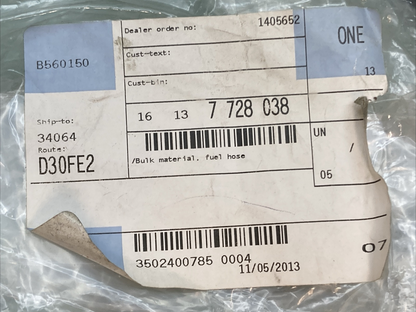 Dealer order no: 1405652
Cust-text:
ONE
B560150
Cust-bin:
13
16 13 7 728 038
Ship-to:
34064
Route:
D30FE2
/Bulk material, fuel hose
UN
/
05
3502400785 0004
11/05/2013
07